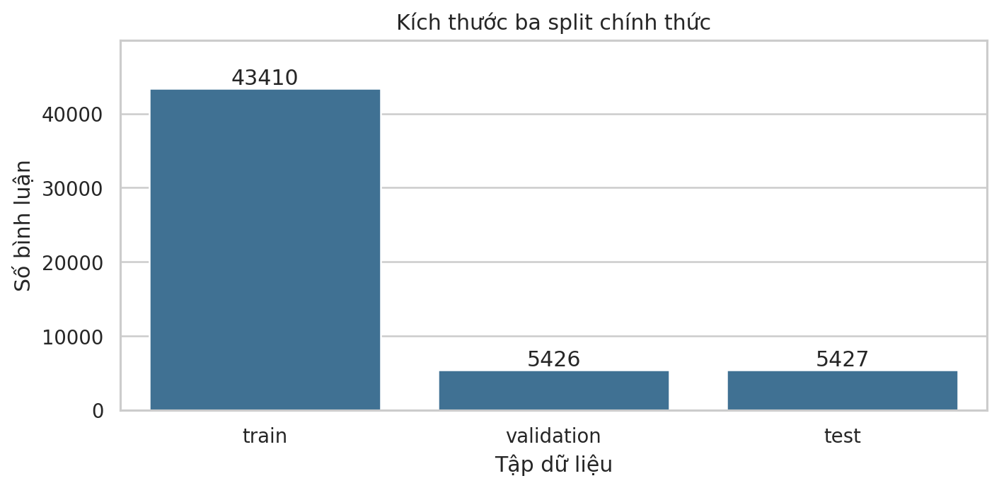 Kích thước ba split chính thức
43410
40000
30000
20000
10000
0
5426
5427
Số bình luận
train
validation
test
Tập dữ liệu